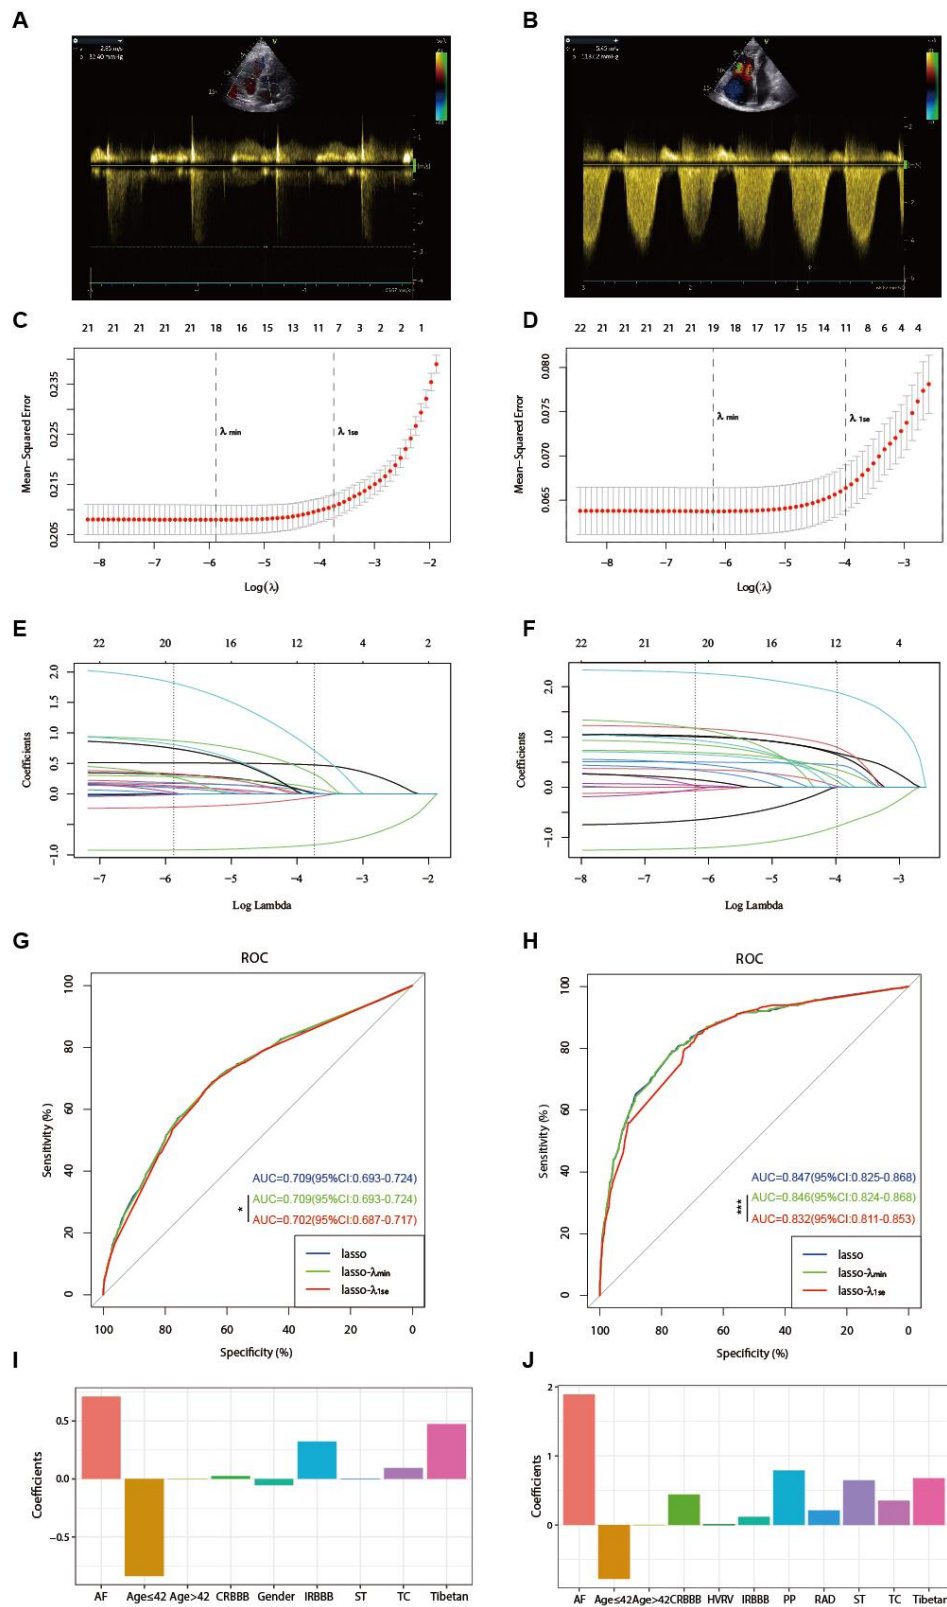 A
B
2.85 m/s
32.40 mmHg
V
V
C
21 21 21 21 21 18 16 15 13 11 7 3 2 2 1
Mean-Squared Error
0.235
0.225
0.215
0.205
λ min
λ 1se
-8 -7 -6 -5 -4 -3 -2
Log(λ)
D
22 21 21 21 21 21 19 18 17 17 15 14 11 8 6 4 4
Mean-Squared Error
0.080
0.075
0.070
0.065
λ min
λ 1se
-8 -7 -6 -5 -4 -3
Log(λ)
E
22 20 16 12 4 2
Coefficients
2.0
1.5
1.0
0.5
0.0
-1.0
-7 -6 -5 -4 -3 -2
Log Lambda
F
22 21 20 16 12 4
Coefficients
2.0
1.0
0.0
-1.0
-8 -7 -6 -5 -4 -3
Log Lambda
G
ROC
Sensitivity (%)
100
80
60
40
20
0
AUC=0.709(95%CI:0.693-0.724)
AUC=0.709(95%CI:0.693-0.724)
*
AUC=0.702(95%CI:0.687-0.717)
lasso
lasso-λmin
lasso-λ1se
100 80 60 40 20 0
Specificity (%)
H
ROC
Sensitivity (%)
100
80
60
40
20
0
AUC=0.847(95%CI:0.825-0.868)
AUC=0.846(95%CI:0.824-0.868)
***
AUC=0.832(95%CI:0.811-0.853)
lasso
lasso-λmin
lasso-λ1se
100 80 60 40 20 0
Specificity (%)
I
Coefficients
0.5
0.0
-0.5
AF Age≤42 Age>42 CRBBB Gender IRBBB ST TC Tibetan
J
Coefficients
2
1
0
AF Age≤42 Age>42 CRBBB HVRV IRBBB PP RAD ST TC Tibetan